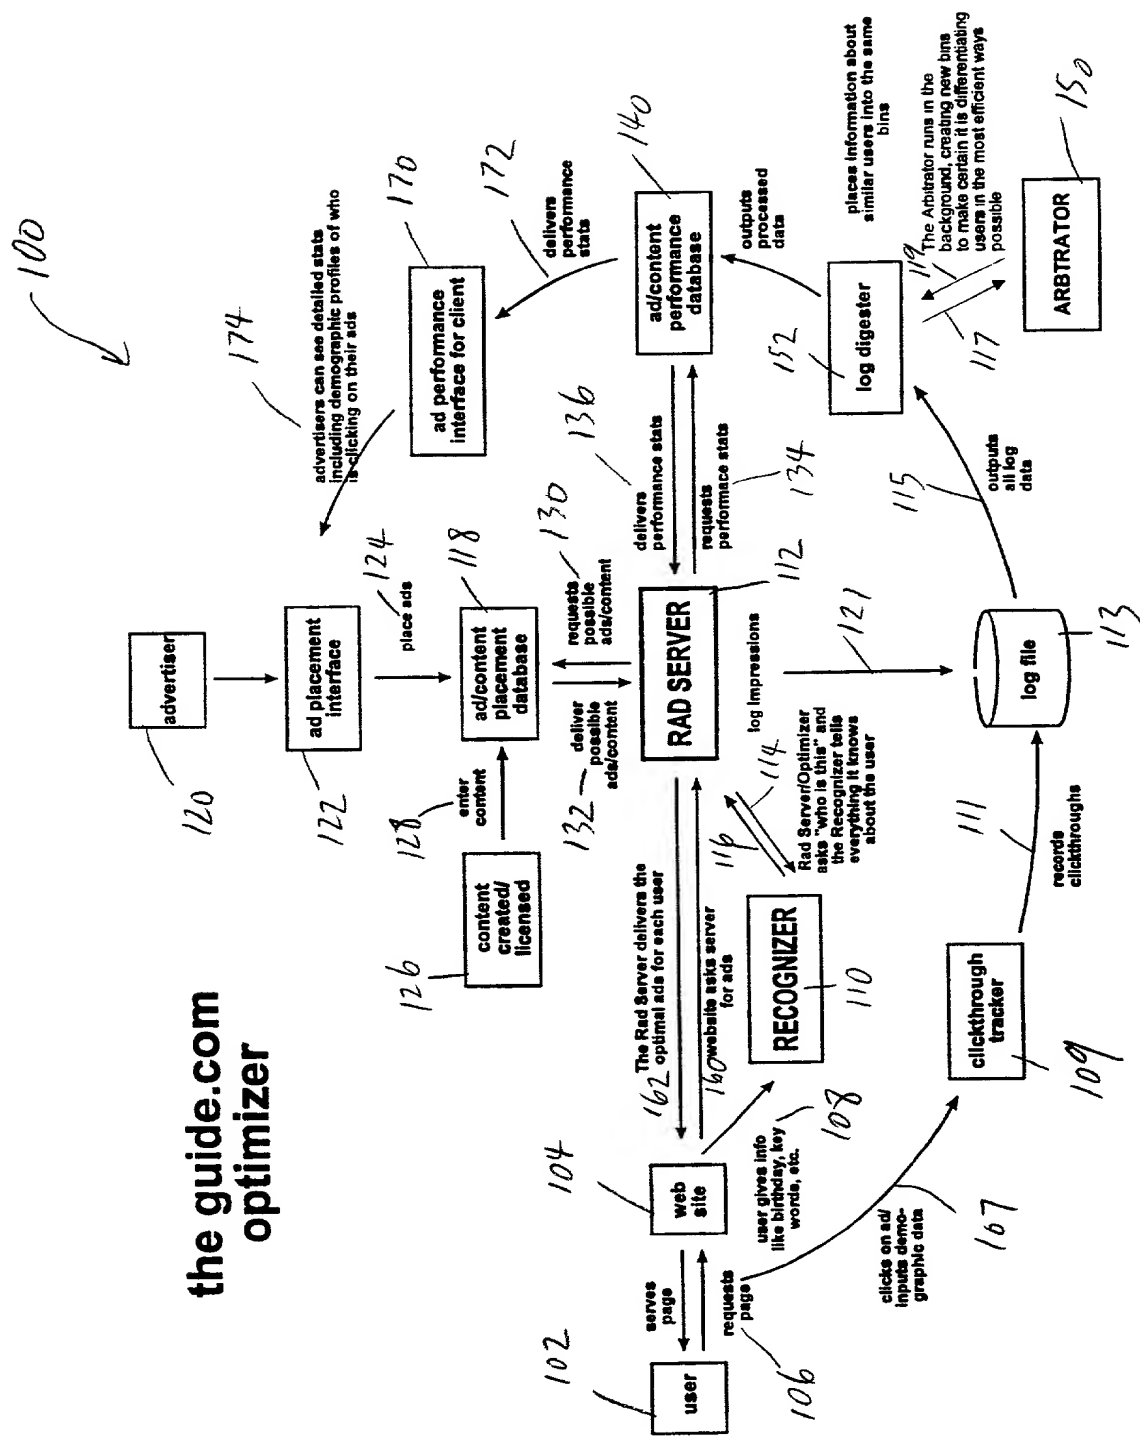 100
the guide.com
optimizer
120
advertiser
122
ad placement
interface
124
place ads
174
advertisers can see detailed stats
including demographic profiles of who
is clicking on their ads
170
ad performance
interface for client
172
delivers
performance
stats
126
content
created/
licensed
128
enter
content
118
ad/content
placement
database
132
deliver
possible
ads/content
130
requests
possible
ads/content
136
delivers
performance stats
requests
performace stats
134
140
ad/content
performance
database
RAD SERVER
112
102
user
serves
page
requests
page
106
104
web
site
The Rad Server delivers the
optimal ads for each user
162
160
website asks server
for ads
user gives info
like birthday, key
words, etc.
108
RECOGNIZER
110
116
114
Rad Server/Optimizer
asks "who is this" and
the Recognizer tells
everything it knows
about the user
log impressions
121
outputs
processed
data
152
log digester
places information about
similar users into the same
bins
The Arbitrator runs in the
background, creating new bins
to make certain it is differentiating
users in the most efficient ways
possible
119
117
ARBTRATOR
150
clicks on ad/
inputs demo-
graphic data
167
clickthrough
tracker
109
111
records
clickthroughs
log file
113
115
outputs
all log
data